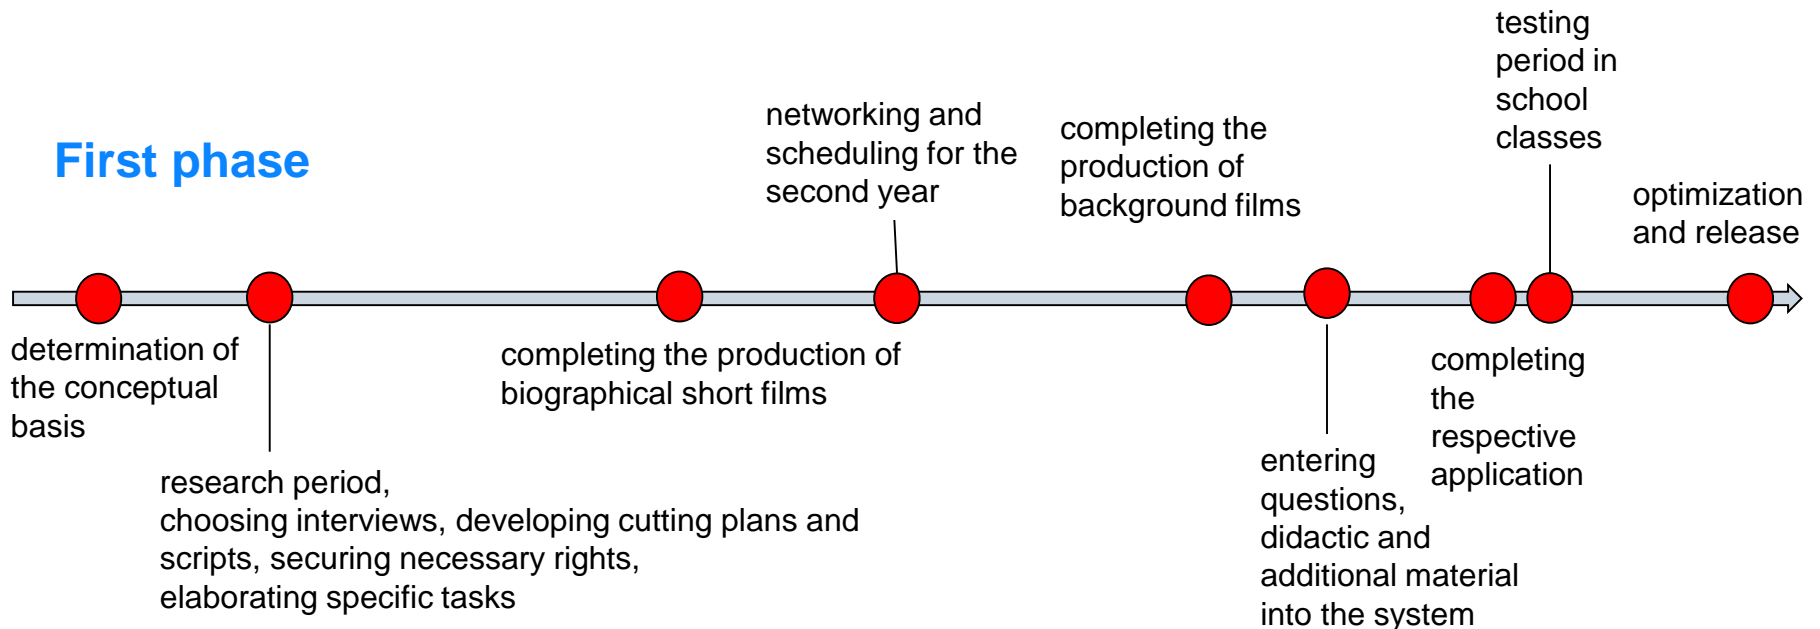 First phase
determination of
the conceptual
basis
research period,
choosing interviews, developing cutting plans and
scripts, securing necessary rights,
elaborating specific tasks
completing the production of
biographical short films
networking and
scheduling for the
second year
completing the
production of
background films
entering
questions,
didactic and
additional material
into the system
completing
the
respective
application
testing
period in
school
classes
optimization
and release